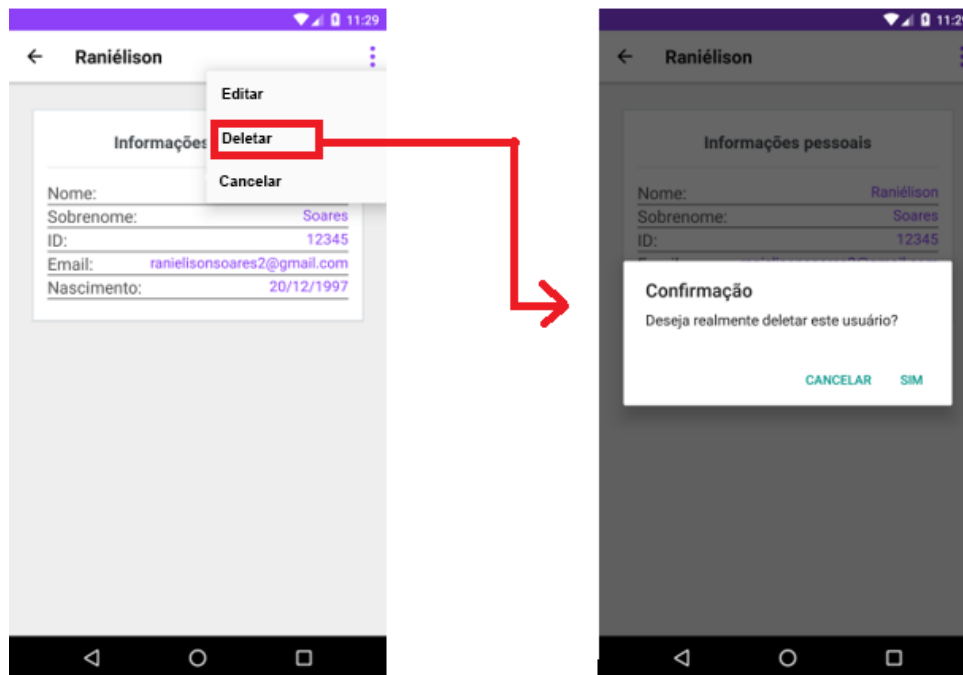 11:29
Raniélison
Editar
Deletar
Cancelar
Informações
Nome:
Sobrenome: Soares
ID: 12345
Email: ranielisonsoares2@gmail.com
Nascimento: 20/12/1997
11:29
Raniélison
Informações pessoais
Nome: Raniélison
Sobrenome: Soares
ID: 12345
Confirmação
Deseja realmente deletar este usuário?
CANCELAR SIM